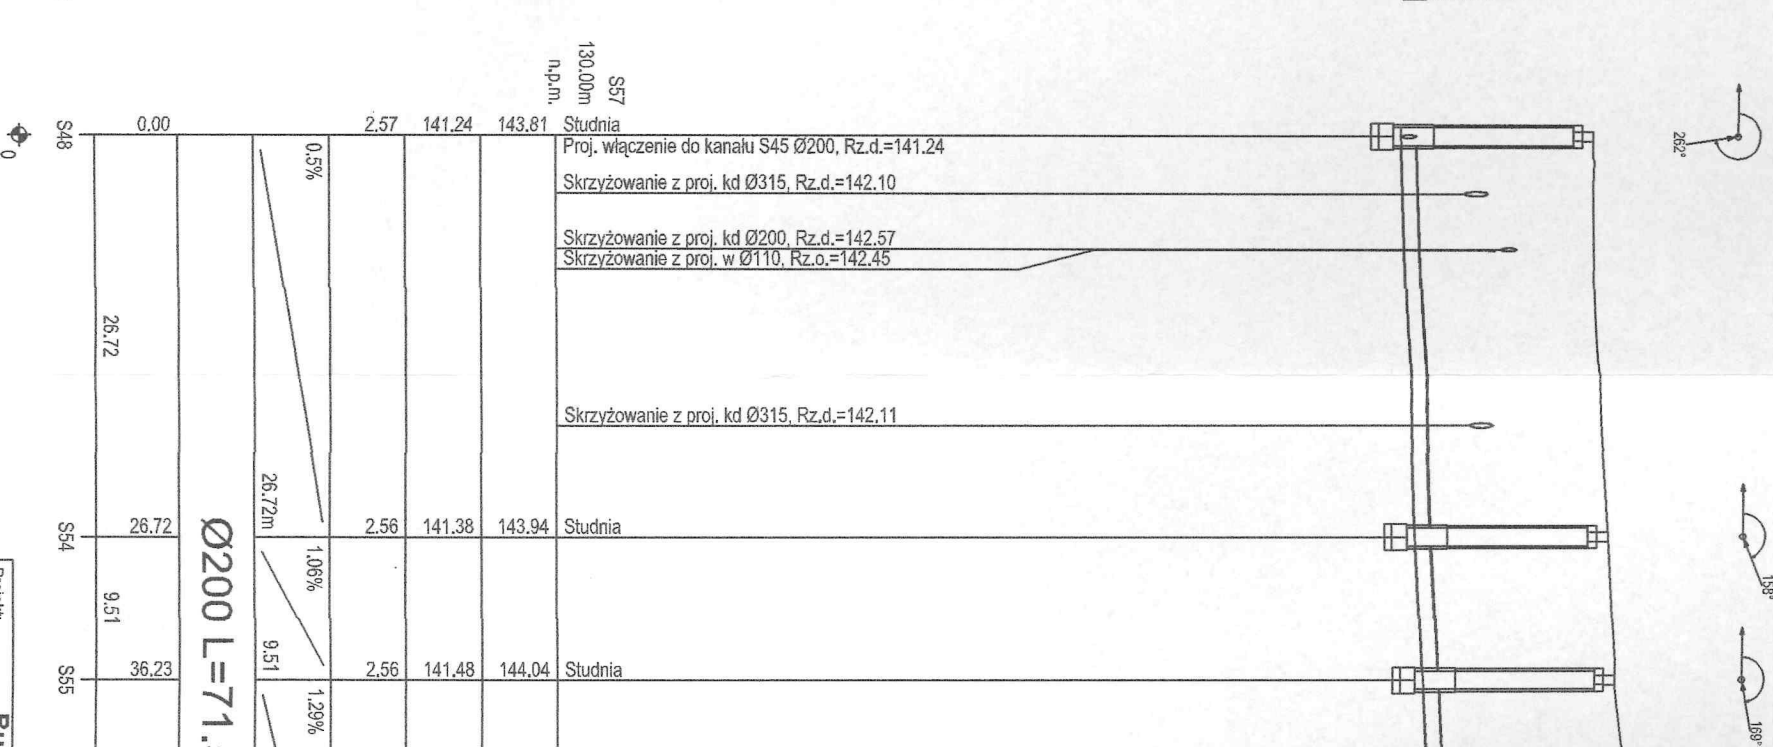 S57
130.00m
n.p.m.
S48
0.00
2.57
141.24
143.81
Studnia
Proj. włączenie do kanału S45 Ø200, Rz.d.=141.24
0.5%
Skrzyżowanie z proj. kd Ø315, Rz.d.=142.10
Skrzyżowanie z proj. kd Ø200, Rz.d.=142.57
Skrzyżowanie z proj. w Ø110, Rz.o.=142.45
26.72
Skrzyżowanie z proj. kd Ø315, Rz.d.=142.11
26.72m
S54
26.72
2.56
141.38
143.94
Studnia
1.06%
9.51
Ø200 L=71.
9.51
S55
36.23
2.56
141.48
144.04
Studnia
1.29%
262°
158°
169°
0